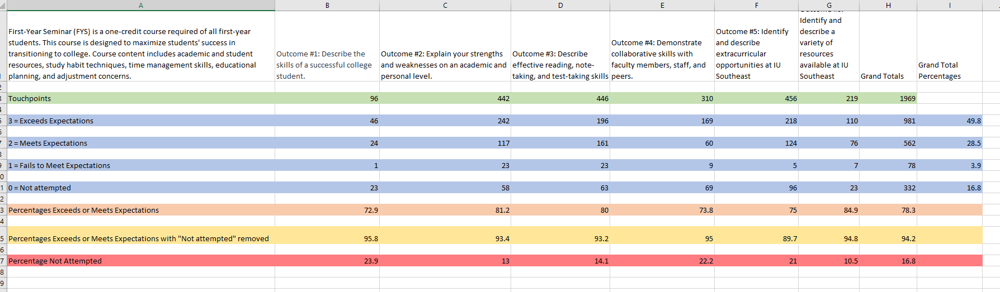 A B C D E F G H I
First-Year Seminar (FYS) is a one-credit course required of all first-year
students. This course is designed to maximize students' success in
transitioning to college. Course content includes academic and student
resources, study habit techniques, time management skills, educational
planning, and adjustment concerns.
Outcome #1: Describe the
skills of a successful college
student.
Outcome #2: Explain your strengths
and weaknesses on an academic and
personal level.
Outcome #3: Describe
effective reading, note-
taking, and test-taking skills
Outcome #4: Demonstrate
collaborative skills with
faculty members, staff, and
peers.
Outcome #5: Identify
and describe
extracurricular
opportunities at IU
Southeast
Identify and
describe a
variety of
resources
available at IU
Southeast
Grand Totals
Grand Total
Percentages
Touchpoints 96 442 446 310 456 219 1969
3 = Exceeds Expectations 46 242 196 169 218 110 981 49.8
2 = Meets Expectations 24 117 161 60 124 76 562 28.5
1 = Fails to Meet Expectations 1 23 23 9 5 7 78 3.9
0 = Not attempted 23 58 63 69 96 23 332 16.8
Percentages Exceeds or Meets Expectations 72.9 81.2 80 73.8 75 84.9 78.3
Percentages Exceeds or Meets Expectations with "Not attempted" removed 95.8 93.4 93.2 95 89.7 94.8 94.2
Percentage Not Attempted 23.9 13 14.1 22.2 21 10.5 16.8